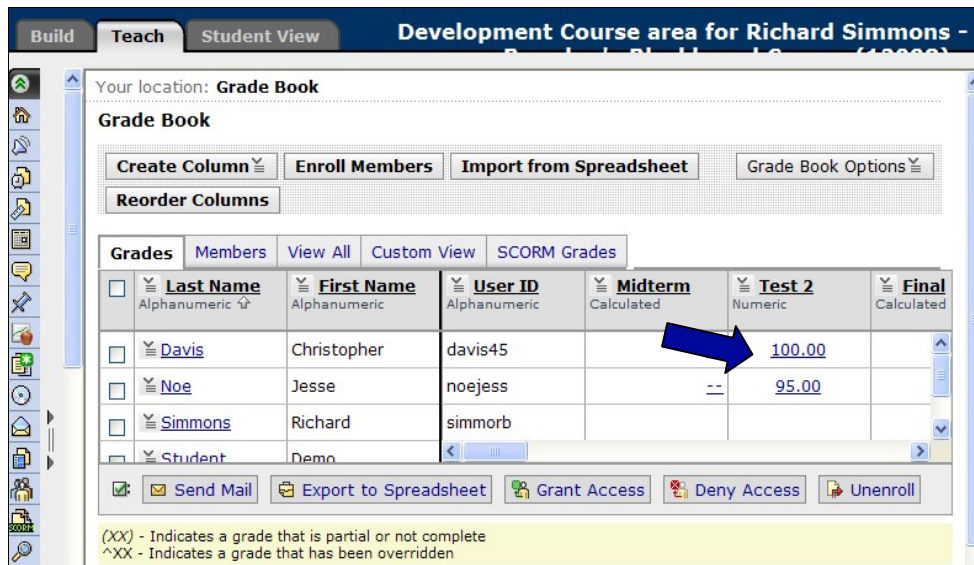 Build Teach Student View Development Course area for Richard Simmons -
Your location: Grade Book
Grade Book
Create Column Enroll Members Import from Spreadsheet Grade Book Options
Reorder Columns
Grades Members View All Custom View SCORM Grades
Last Name First Name User ID Midterm Test 2 Final
Alphanumeric Alphanumeric Alphanumeric Calculated Numeric Calculated
Davis Christopher davis45 100.00
Noe Jesse noejess -- 95.00
Simmons Richard simmorb
Student Demo
Send Mail Export to Spreadsheet Grant Access Deny Access Unenroll
SCORM
(XX) - Indicates a grade that is partial or not complete
^XX - Indicates a grade that has been overridden